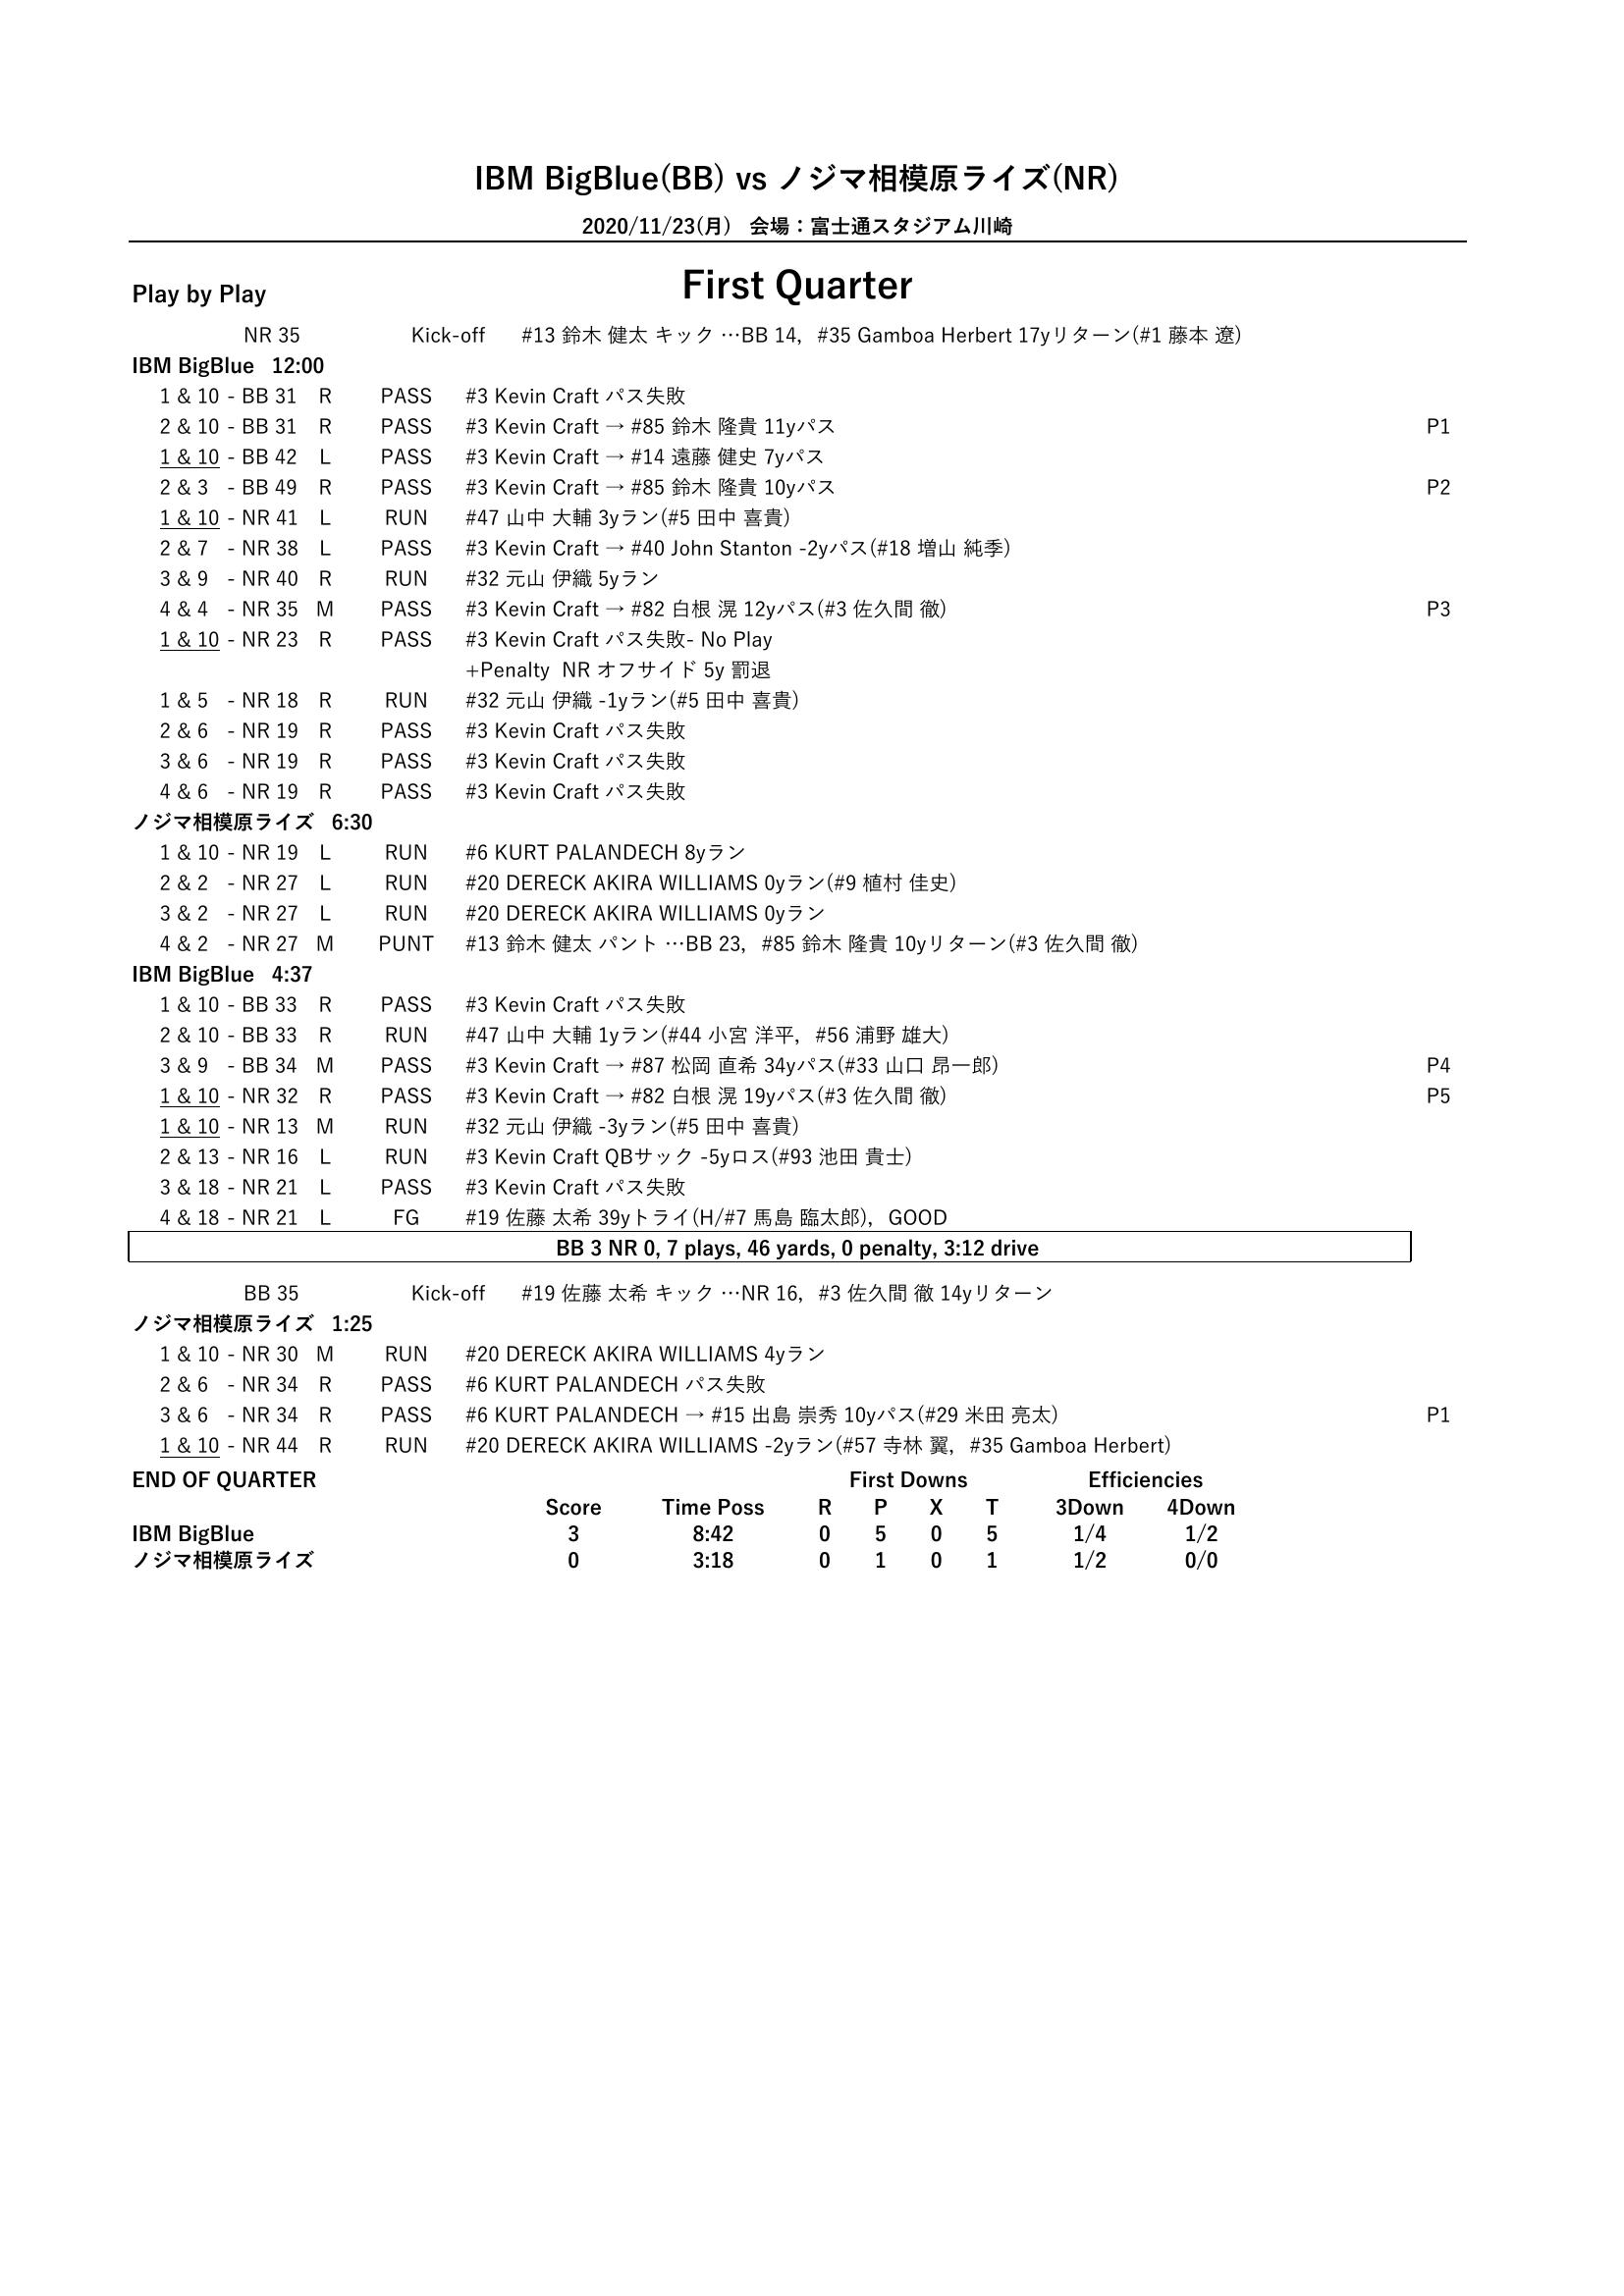 IBM BigBlue(BB) vs ノジマ相模原ライズ(NR)
2020/11/23(月) 会場：富士通スタジアム川崎
Play by Play First Quarter
NR 35 Kick-off #13 鈴木 健太 キック …BB 14, #35 Gamboa Herbert 17yリターン(#1 藤本 遼)
IBM BigBlue 12:00
1 & 10 - BB 31 R PASS #3 Kevin Craft パス失敗
2 & 10 - BB 31 R PASS #3 Kevin Craft → #85 鈴木 隆貴 11yパス P1
1 & 10 - BB 42 L PASS #3 Kevin Craft → #14 遠藤 健史 7yパス
2 & 3 - BB 49 R PASS #3 Kevin Craft → #85 鈴木 隆貴 10yパス P2
1 & 10 - NR 41 L RUN #47 山中 大輔 3yラン(#5 田中 喜貴)
2 & 7 - NR 38 L PASS #3 Kevin Craft → #40 John Stanton -2yパス(#18 増山 純季)
3 & 9 - NR 40 R RUN #32 元山 伊織 5yラン
4 & 4 - NR 35 M PASS #3 Kevin Craft → #82 白根 滉 12yパス(#3 佐久間 徹) P3
1 & 10 - NR 23 R PASS #3 Kevin Craft パス失敗- No Play
+Penalty NR オフサイド 5y 罰退
1 & 5 - NR 18 R RUN #32 元山 伊織 -1yラン(#5 田中 喜貴)
2 & 6 - NR 19 R PASS #3 Kevin Craft パス失敗
3 & 6 - NR 19 R PASS #3 Kevin Craft パス失敗
4 & 6 - NR 19 R PASS #3 Kevin Craft パス失敗
ノジマ相模原ライズ 6:30
1 & 10 - NR 19 L RUN #6 KURT PALANDECH 8yラン
2 & 2 - NR 27 L RUN #20 DERECK AKIRA WILLIAMS 0yラン(#9 植村 佳史)
3 & 2 - NR 27 L RUN #20 DERECK AKIRA WILLIAMS 0yラン
4 & 2 - NR 27 M PUNT #13 鈴木 健太 パント …BB 23, #85 鈴木 隆貴 10yリターン(#3 佐久間 徹)
IBM BigBlue 4:37
1 & 10 - BB 33 R PASS #3 Kevin Craft パス失敗
2 & 10 - BB 33 R RUN #47 山中 大輔 1yラン(#44 小宮 洋平, #56 浦野 雄大)
3 & 9 - BB 34 M PASS #3 Kevin Craft → #87 松岡 直希 34yパス(#33 山口 昂一郎) P4
1 & 10 - NR 32 R PASS #3 Kevin Craft → #82 白根 滉 19yパス(#3 佐久間 徹) P5
1 & 10 - NR 13 M RUN #32 元山 伊織 -3yラン(#5 田中 喜貴)
2 & 13 - NR 16 L RUN #3 Kevin Craft QBサック -5yロス(#93 池田 貴士)
3 & 18 - NR 21 L PASS #3 Kevin Craft パス失敗
4 & 18 - NR 21 L FG #19 佐藤 太希 39yトライ(H/#7 馬島 臨太郎), GOOD
BB 3 NR 0, 7 plays, 46 yards, 0 penalty, 3:12 drive
BB 35 Kick-off #19 佐藤 太希 キック …NR 16, #3 佐久間 徹 14yリターン
ノジマ相模原ライズ 1:25
1 & 10 - NR 30 M RUN #20 DERECK AKIRA WILLIAMS 4yラン
2 & 6 - NR 34 R PASS #6 KURT PALANDECH パス失敗
3 & 6 - NR 34 R PASS #6 KURT PALANDECH → #15 出島 崇秀 10yパス(#29 米田 亮太) P1
1 & 10 - NR 44 R RUN #20 DERECK AKIRA WILLIAMS -2yラン(#57 寺林 翼, #35 Gamboa Herbert)
END OF QUARTER First Downs Efficiencies
Score Time Poss R P X T 3Down 4Down
IBM BigBlue 3 8:42 0 5 0 5 1/4 1/2
ノジマ相模原ライズ 0 3:18 0 1 0 1 1/2 0/0